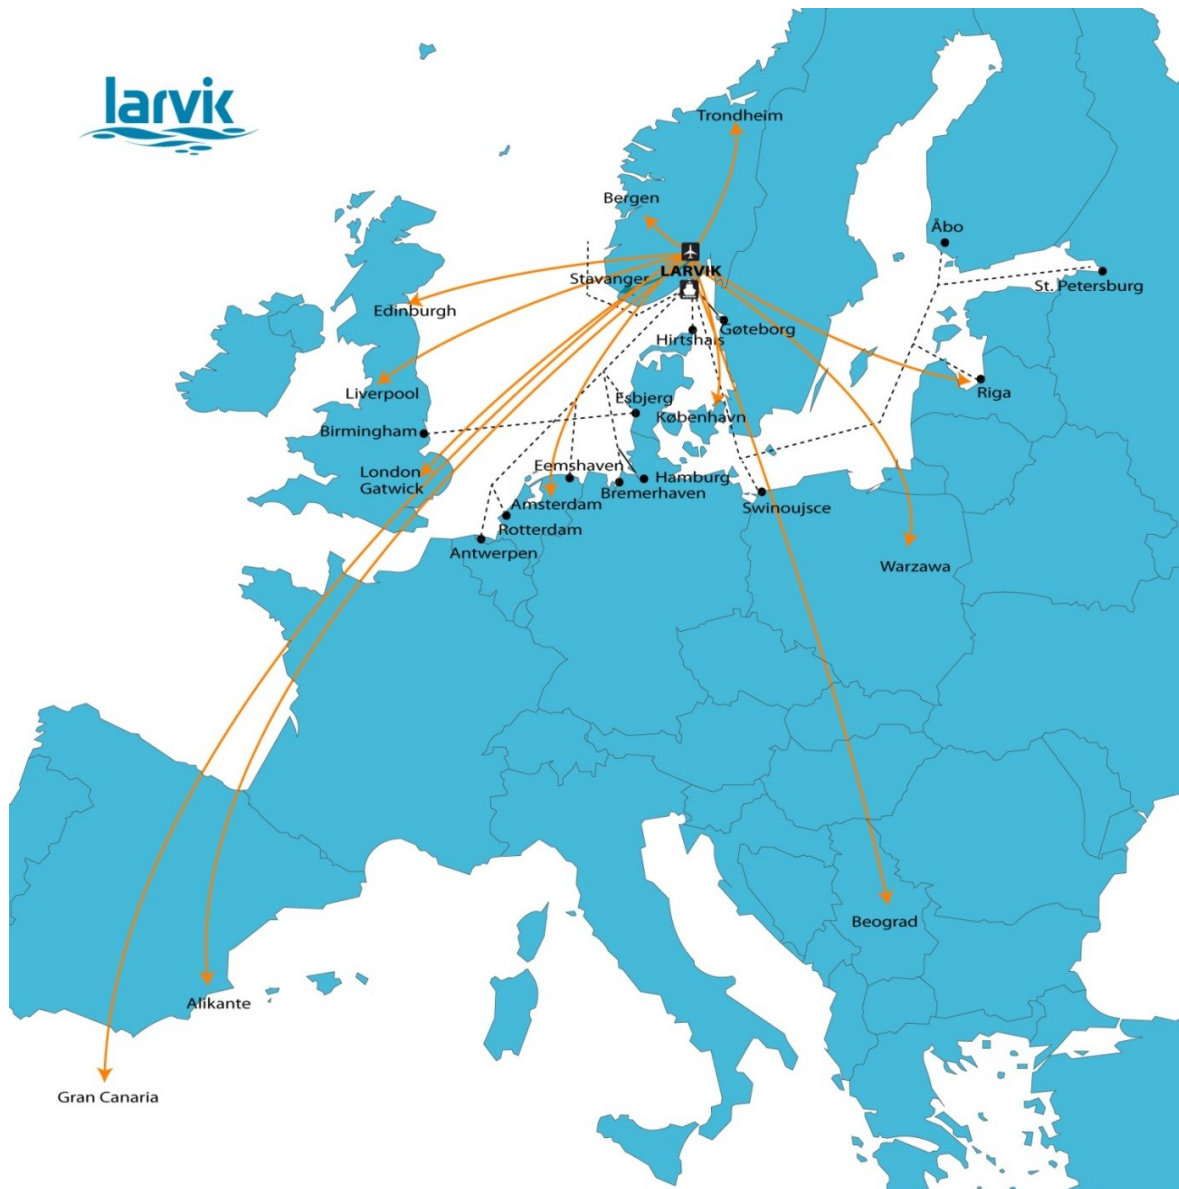 larvik
Trondheim
Bergen
Åbo
LARVIK
Stavanger
St. Petersburg
Edinburgh
Gøteborg
Hirtshals
Liverpool
Riga
Esbjerg
København
Birmingham
London
Gatwick
Eemshaven
Hamburg
Bremerhaven
Amsterdam
Swinoujsce
Rotterdam
Antwerpen
Warzawa
Beograd
Alikante
Gran Canaria